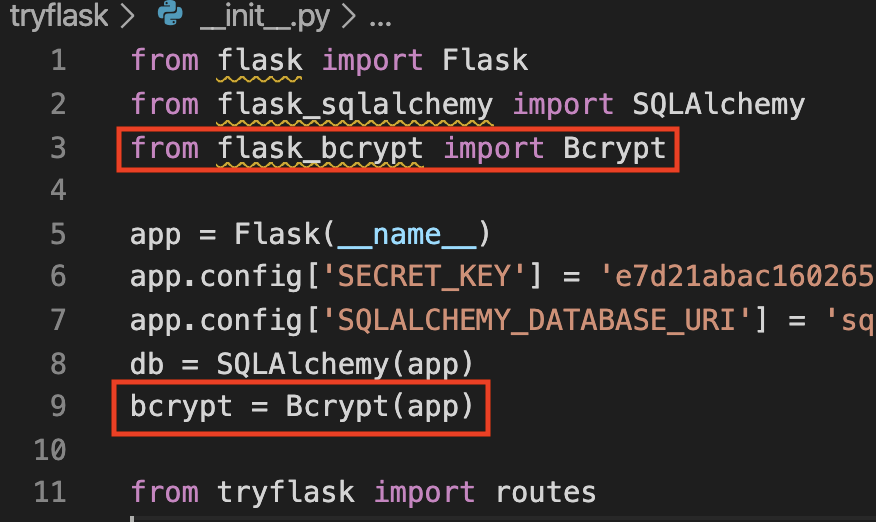 tryflask > __init__.py > ...
1 from flask import Flask
2 from flask_sqlalchemy import SQLAlchemy
3 from flask_bcrypt import Bcrypt
4
5 app = Flask(__name__)
6 app.config['SECRET_KEY'] = 'e7d21abac160265
7 app.config['SQLALCHEMY_DATABASE_URI'] = 'sq
8 db = SQLAlchemy(app)
9 bcrypt = Bcrypt(app)
10
11 from tryflask import routes